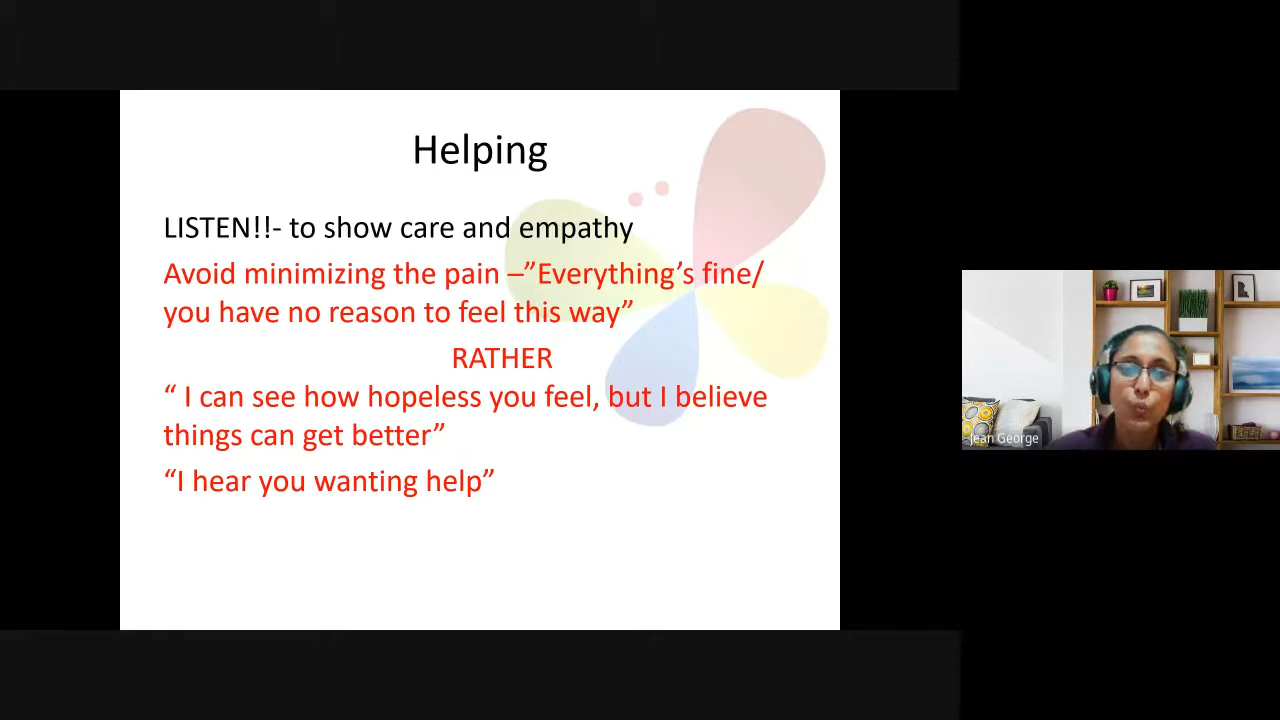 Helping
LISTEN!!- to show care and empathy
Avoid minimizing the pain –”Everything’s fine/
you have no reason to feel this way”
RATHER
“ I can see how hopeless you feel, but I believe
things can get better”
“I hear you wanting help”
Jean George